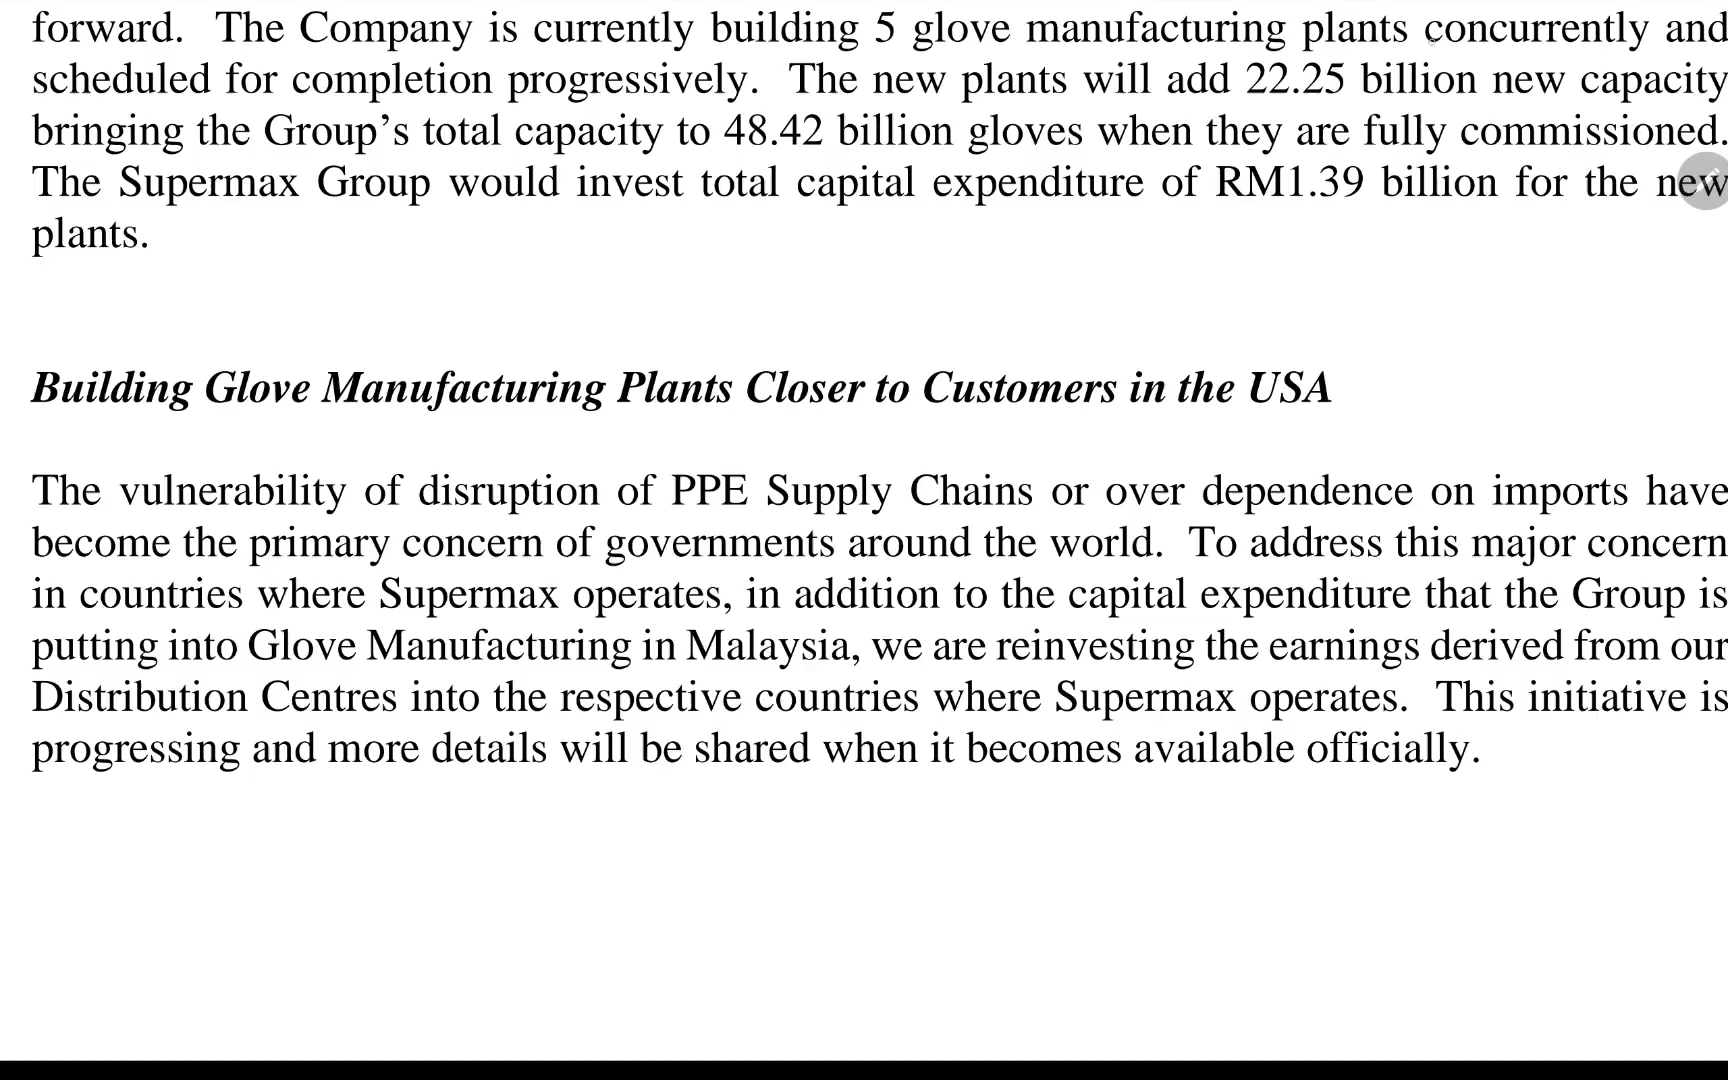 forward. The Company is currently building 5 glove manufacturing plants concurrently and
scheduled for completion progressively. The new plants will add 22.25 billion new capacity
bringing the Group’s total capacity to 48.42 billion gloves when they are fully commissioned.
The Supermax Group would invest total capital expenditure of RM1.39 billion for the new
plants.
Building Glove Manufacturing Plants Closer to Customers in the USA
The vulnerability of disruption of PPE Supply Chains or over dependence on imports have
become the primary concern of governments around the world. To address this major concern
in countries where Supermax operates, in addition to the capital expenditure that the Group is
putting into Glove Manufacturing in Malaysia, we are reinvesting the earnings derived from our
Distribution Centres into the respective countries where Supermax operates. This initiative is
progressing and more details will be shared when it becomes available officially.